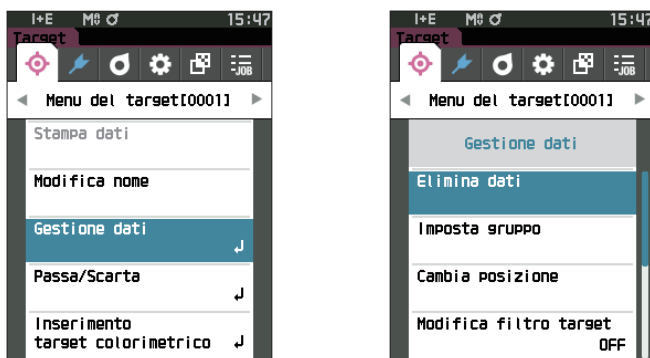 I+E M0 15:47
Target
-JOB
Menu del target[0001]
Stampa dati
Modifica nome
Gestione dati
Passa/Scarta
Inserimento
target colorimetrico
I+E M0 15:47
Target
-JOB
Menu del target[0001]
Gestione dati
Elimina dati
Imposta gruppo
Cambia posizione
Modifica filtro target
OFF